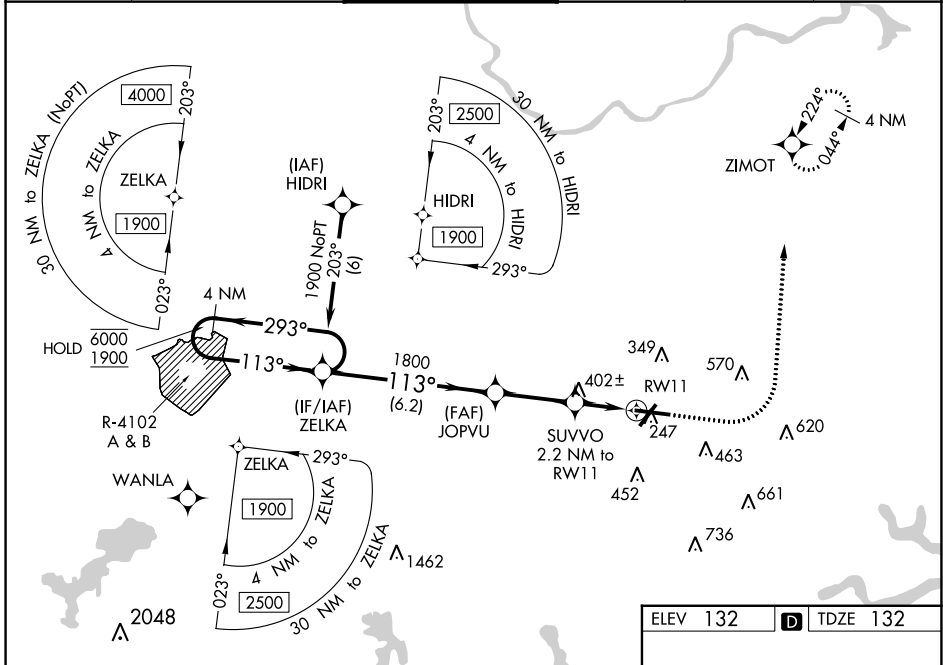 30 NM to ZELKA (NoPT)
4000
203°
4 NM to ZELKA
ZELKA
1900
023°
(IAF)
HIDRI
1900 NoPT
203°
(6)
203°
2500
30 NM to HIDRI
4 NM to HIDRI
HIDRI
1900
293°
224°
044°
4 NM
ZIMOT
4 NM
HOLD 6000
1900
293°
113°
R-4102
A & B
(IF/IAF)
ZELKA
1800
113°
(6.2)
(FAF)
JOPVU
402±
SUVVO
2.2 NM to
RW11
349
RW11
247
570
620
463
452
661
736
WANLA
ZELKA
293°
1900
4 NM to ZELKA
023°
2500
30 NM to ZELKA
1462
2048
ELEV 132 D TDZE 132